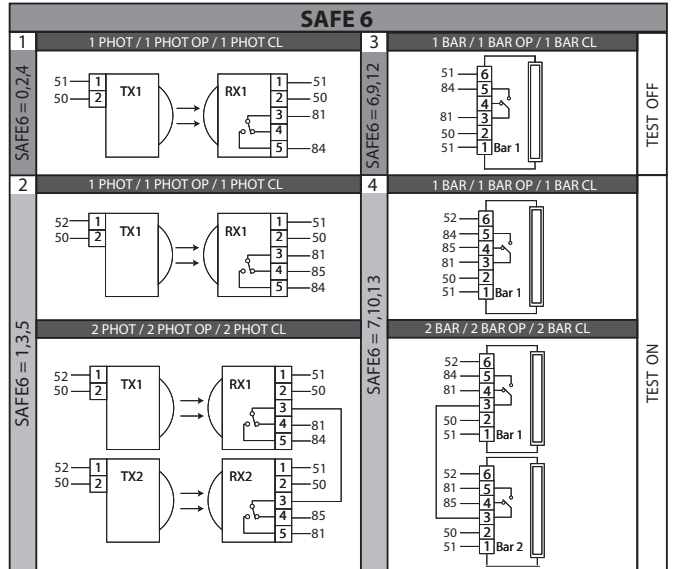 SAFE 6
1
1 PHOT / 1 PHOT OP / 1 PHOT CL
SAFE6 = 0,2,4
51 1
50 2
TX1
RX1
1 51
2 50
3 81
4
5 84
3
1 BAR / 1 BAR OP / 1 BAR CL
SAFE6 = 6,9,12
51 6
84 5
4
81 3
50 2
51 1 Bar 1
TEST OFF
2
1 PHOT / 1 PHOT OP / 1 PHOT CL
SAFE6 = 1,3,5
52 1
50 2
TX1
RX1
1 51
2 50
3 81
4 85
5 84
2 PHOT / 2 PHOT OP / 2 PHOT CL
52 1
50 2
TX1
RX1
1 51
2 50
3
4 81
5 84
52 1
50 2
TX2
RX2
1 51
2 50
3
4 85
5 81
4
1 BAR / 1 BAR OP / 1 BAR CL
SAFE6 = 7,10,13
52 6
84 5
85 4
81 3
50 2
51 1 Bar 1
2 BAR / 2 BAR OP / 2 BAR CL
52 6
84 5
81 4
3
50 2
51 1 Bar 1
52 6
81 5
85 4
3
50 2
51 1 Bar 2
TEST ON